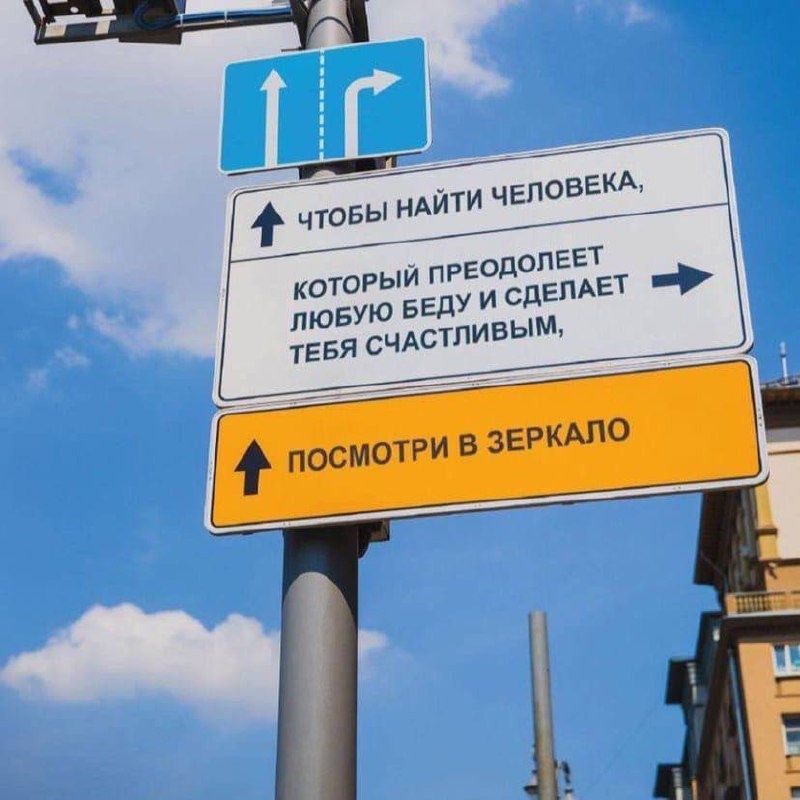 ЧТОБЫ НАЙТИ ЧЕЛОВЕКА,
КОТОРЫЙ ПРЕОДОЛЕЕТ
ЛЮБУЮ БЕДУ И СДЕЛАЕТ
ТЕБЯ СЧАСТЛИВЫМ,
ПОСМОТРИ В ЗЕРКАЛО